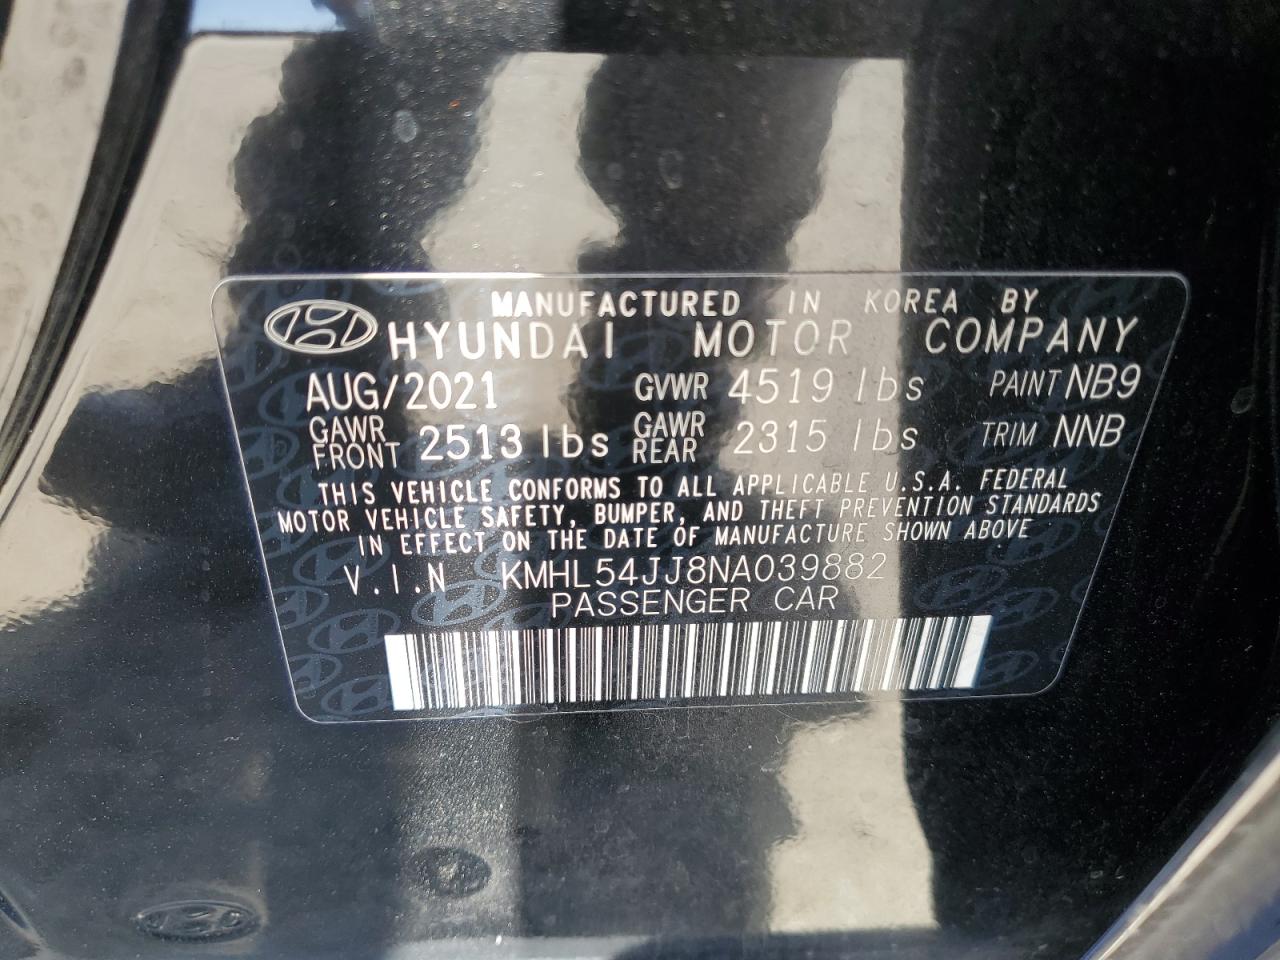 MANUFACTURED IN KOREA BY
HYUNDAI MOTOR COMPANY
AUG/2021 GVWR 4519 lbs PAINT NB9
GAWR FRONT 2513 lbs GAWR REAR 2315 lbs TRIM NNB
THIS VEHICLE CONFORMS TO ALL APPLICABLE U.S.A. FEDERAL
MOTOR VEHICLE SAFETY, BUMPER, AND THEFT PREVENTION STANDARDS
IN EFFECT ON THE DATE OF MANUFACTURE SHOWN ABOVE
V.I.N KMHL54JJ8NA039882
PASSENGER CAR